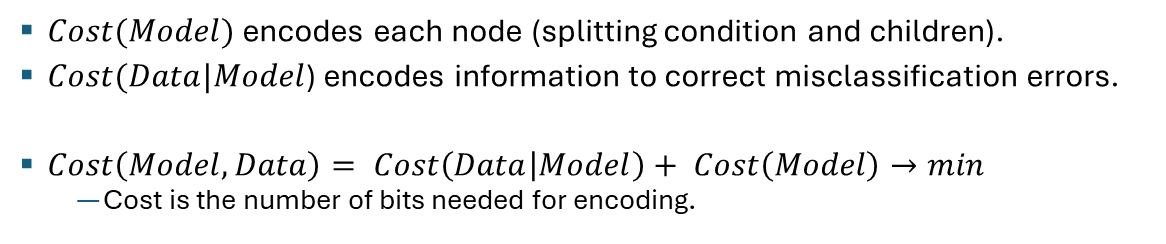 ▪ Cost(Model) encodes each node (splitting condition and children).
▪ Cost(Data|Model) encodes information to correct misclassification errors.
▪ Cost(Model, Data) = Cost(Data|Model) + Cost(Model) → min
— Cost is the number of bits needed for encoding.